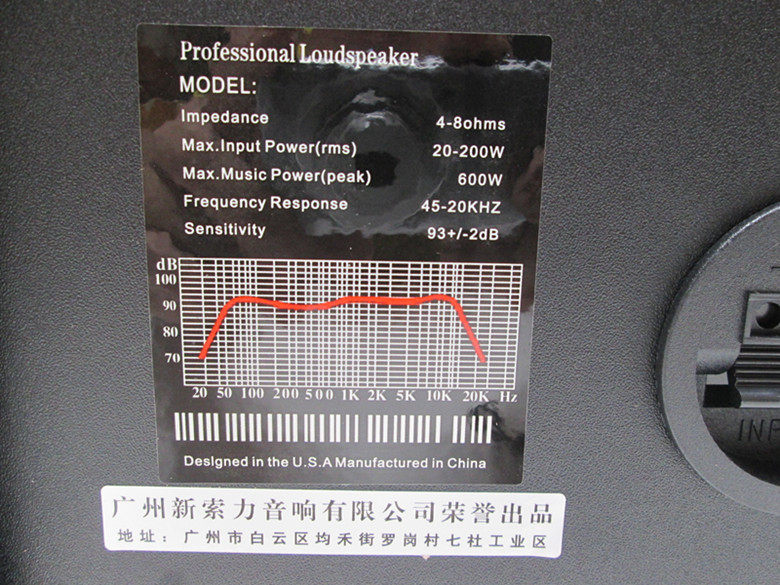 Professional Loudspeaker
MODEL:
Impedance 4-8ohms
Max.Input Power(rms) 20-200W
Max.Music Power(peak) 600W
Frequency Response 45-20KHZ
Sensitivity 93+/-2dB
dB
100
90
80
70
20 50 100 200 500 1K 2K 5K 10K 20K Hz
Designed in the U.S.A Manufactured in China
广州新索力音响有限公司荣誉出品
地址：广州市白云区均禾街罗岗村七社工业区